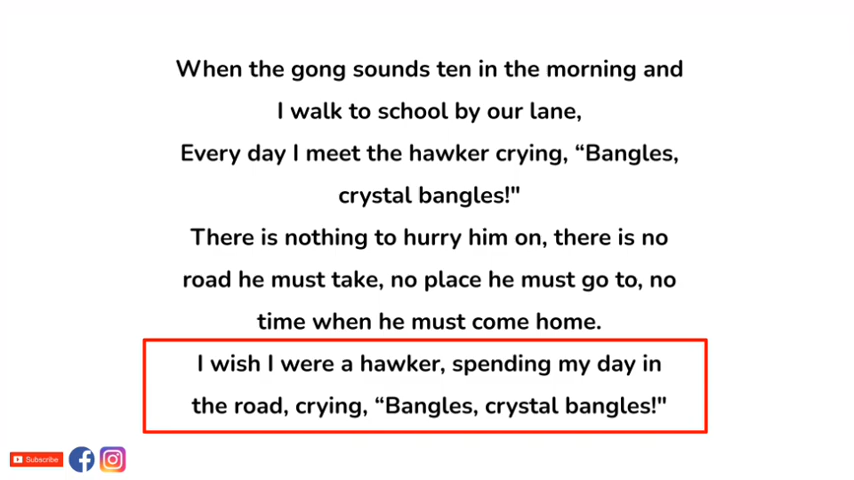 When the gong sounds ten in the morning and
I walk to school by our lane,
Every day I meet the hawker crying, “Bangles,
crystal bangles!"
There is nothing to hurry him on, there is no
road he must take, no place he must go to, no
time when he must come home.
I wish I were a hawker, spending my day in
the road, crying, “Bangles, crystal bangles!"
Subscribe